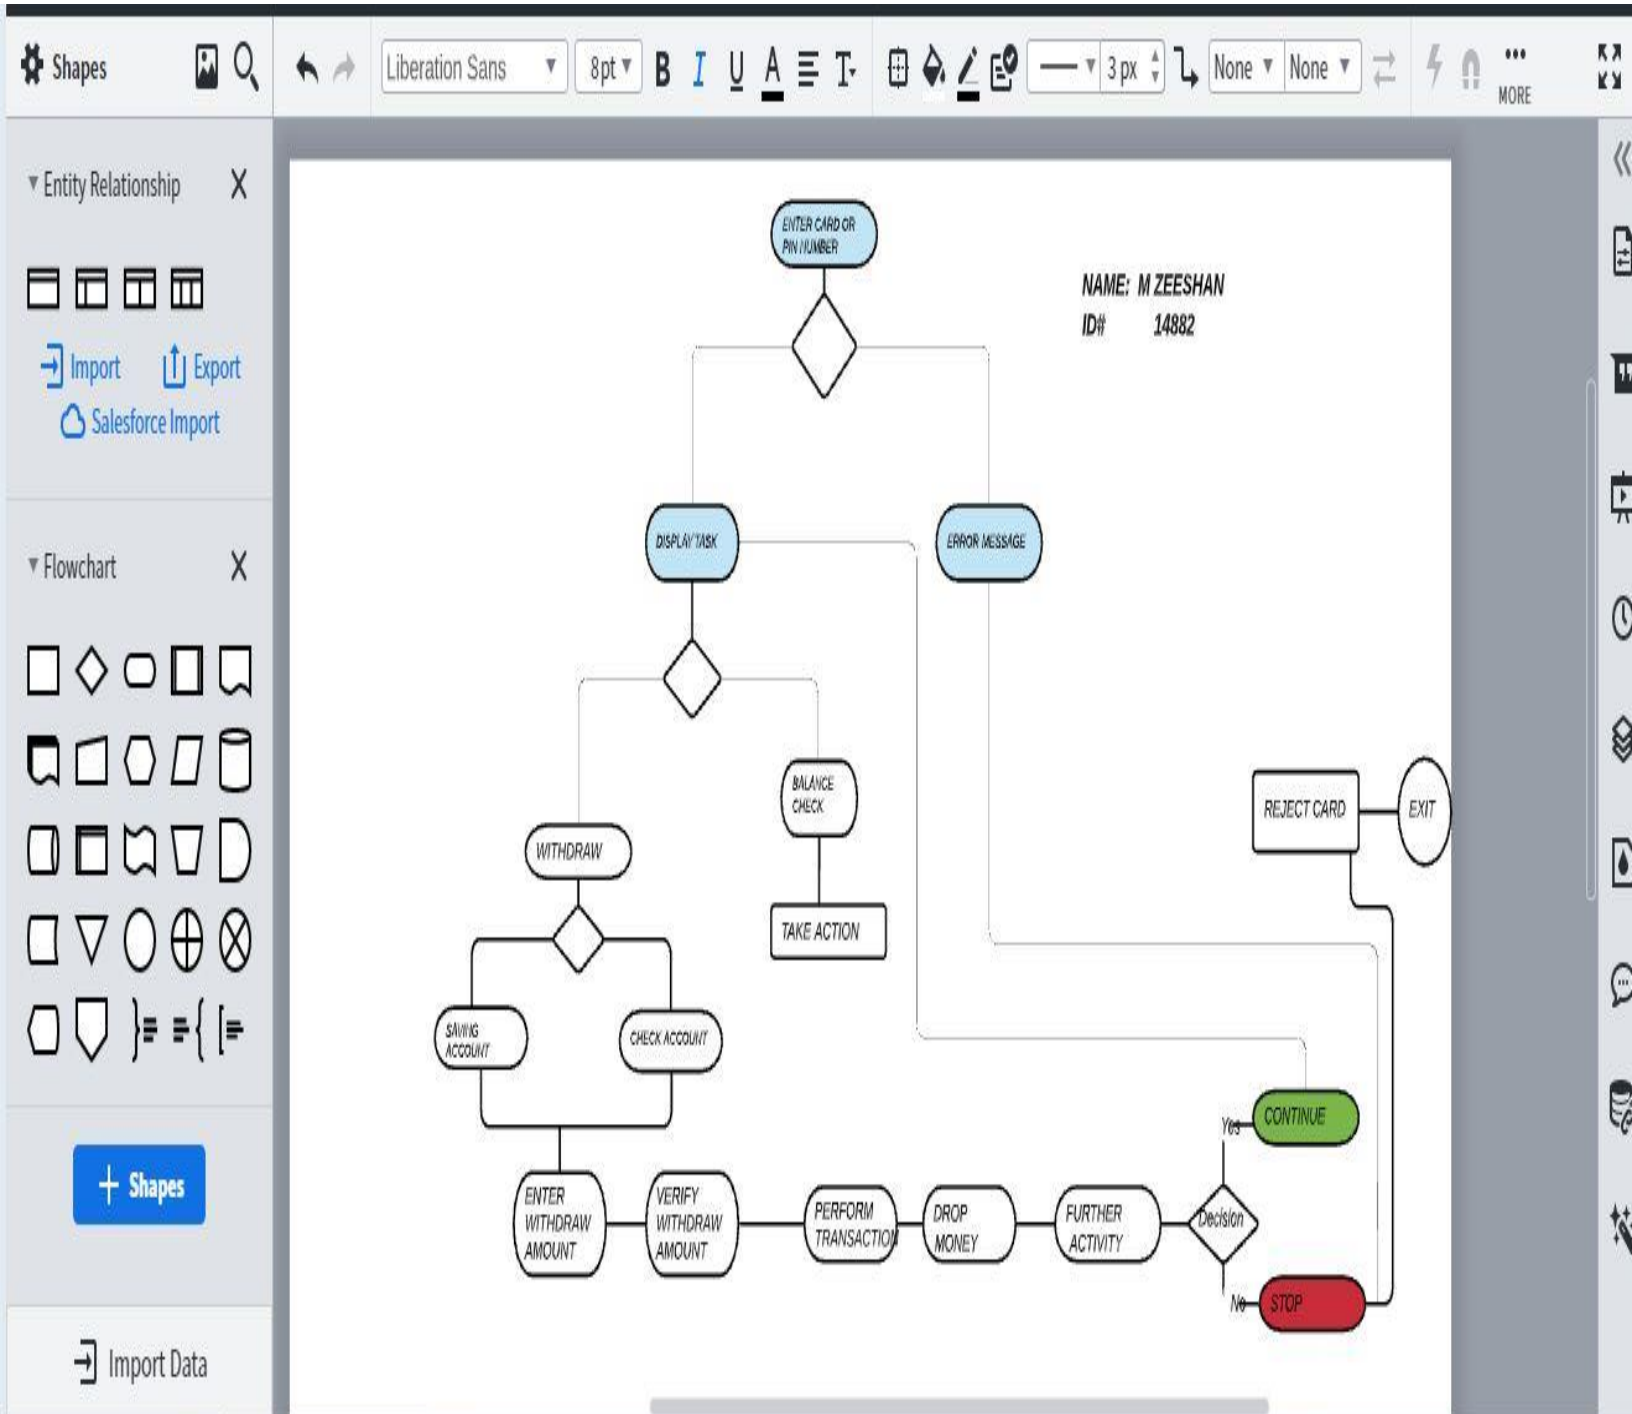 Shapes
Liberation Sans
8pt
B
I
U
A
T
3 px
None
None
MORE
Entity Relationship
X
Import
Export
Salesforce Import
Flowchart
X
+ Shapes
Import Data
ENTER CARD OR
PIN NUMBER
NAME: M ZEESHAN
ID# 14882
DISPLAY TASK
ERROR MESSAGE
BALANCE
CHECK
REJECT CARD
EXIT
WITHDRAW
TAKE ACTION
SAVING
ACCOUNT
CHECK ACCOUNT
Yes
CONTINUE
ENTER
WITHDRAW
AMOUNT
VERIFY
WITHDRAW
AMOUNT
PERFORM
TRANSACTION
DROP
MONEY
FURTHER
ACTIVITY
Decision
No
STOP